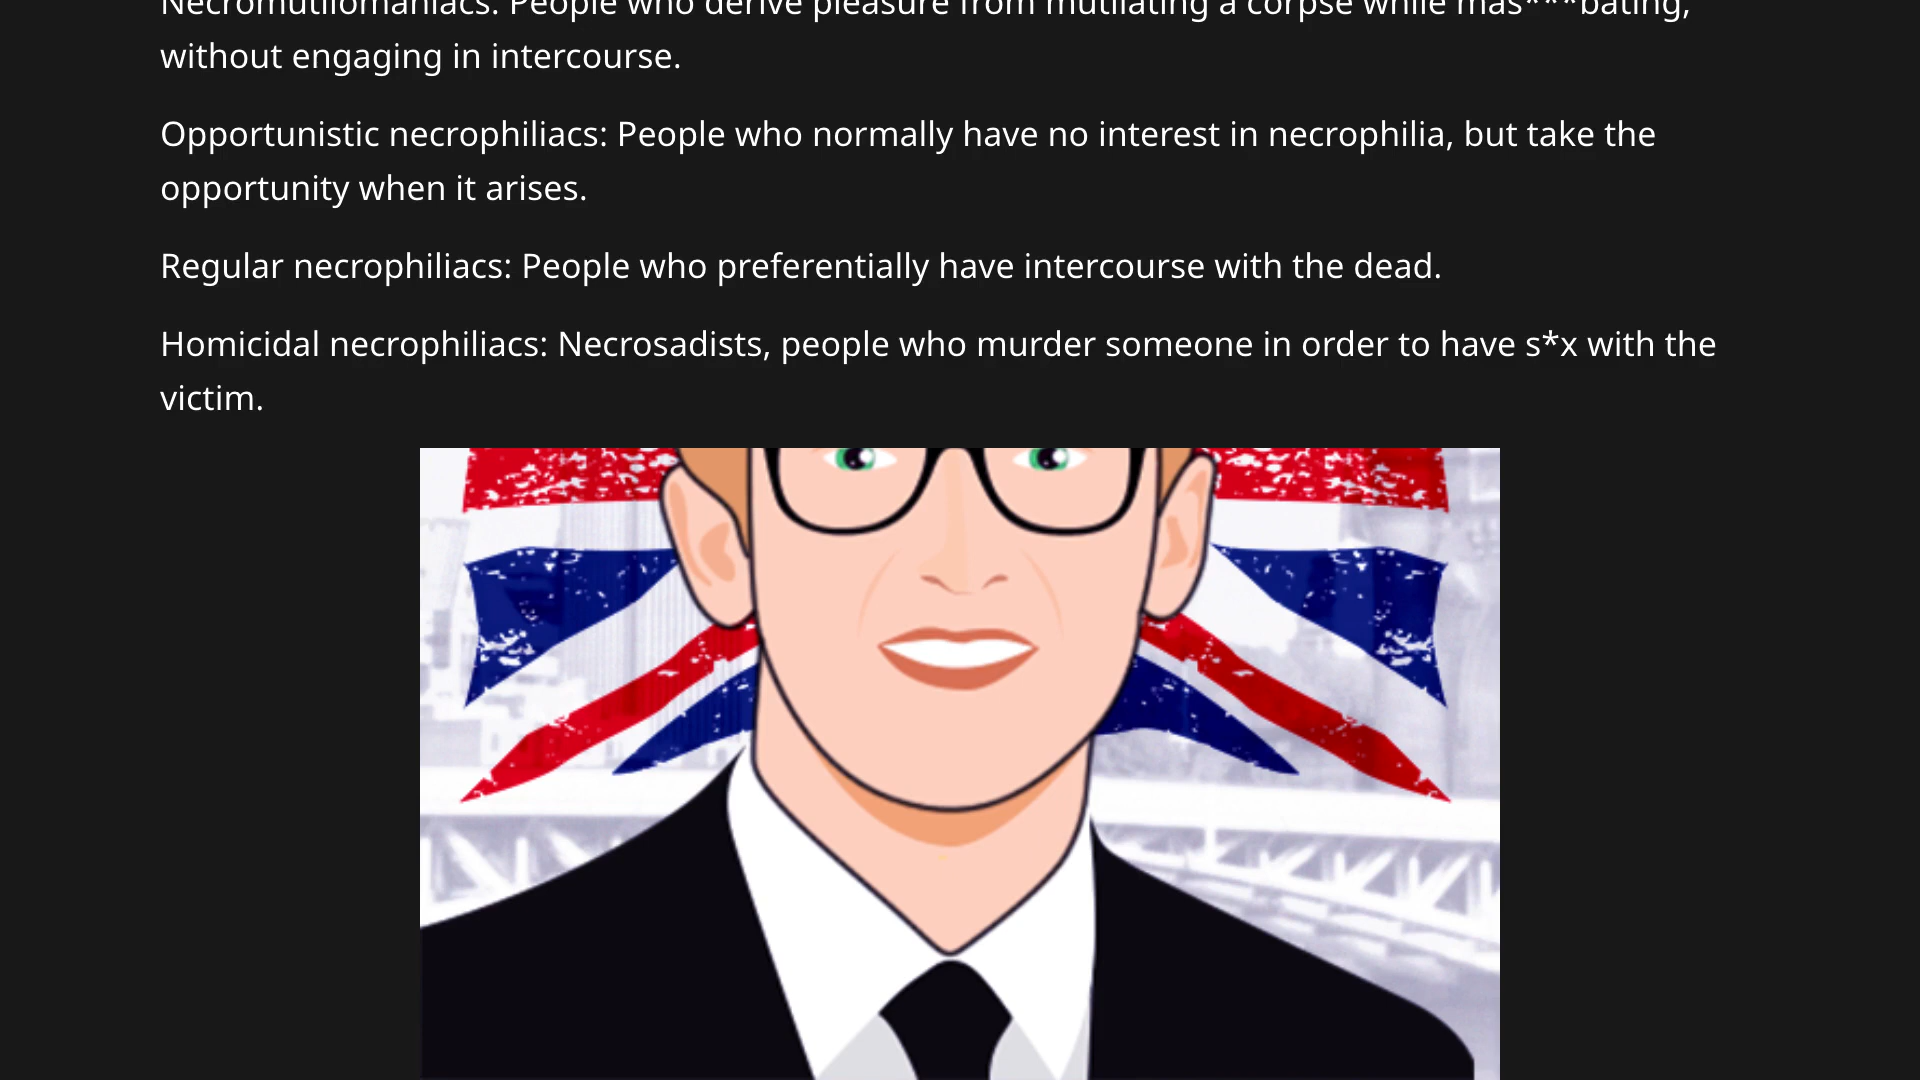 Necromutilomaniacs: People who derive pleasure from mutilating a corpse while mas***bating,
without engaging in intercourse.
Opportunistic necrophiliacs: People who normally have no interest in necrophilia, but take the
opportunity when it arises.
Regular necrophiliacs: People who preferentially have intercourse with the dead.
Homicidal necrophiliacs: Necrosadists, people who murder someone in order to have s*x with the
victim.